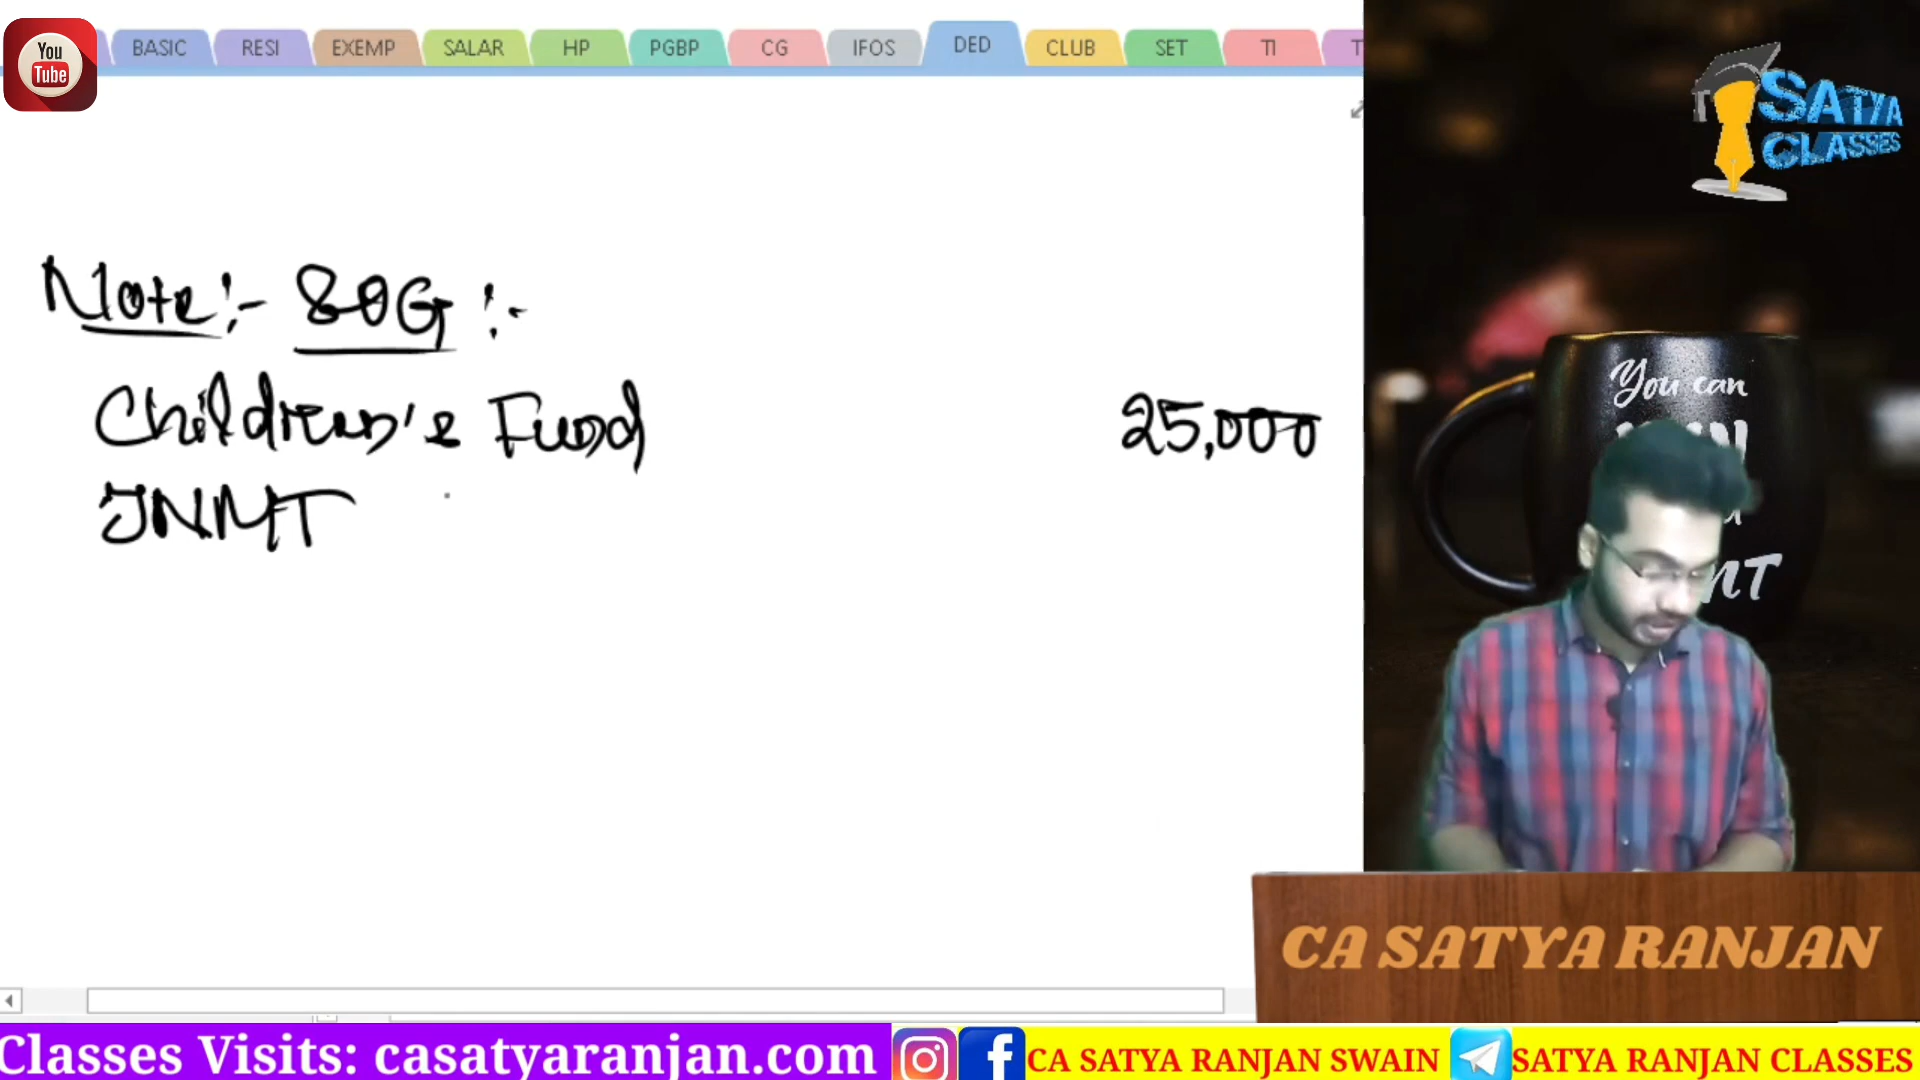 You
Tube
BASIC RESI EXEMP SALAR HP PGBP CG IFOS DED CLUB SET TI T
SATYA
CLASSES
Note:- 80G :-
Children's Fund 25,000
JNMT
You can
CA SATYA RANJAN
Classes Visits: casatyaranjan.com CA SATYA RANJAN SWAIN SATYA RANJAN CLASSES